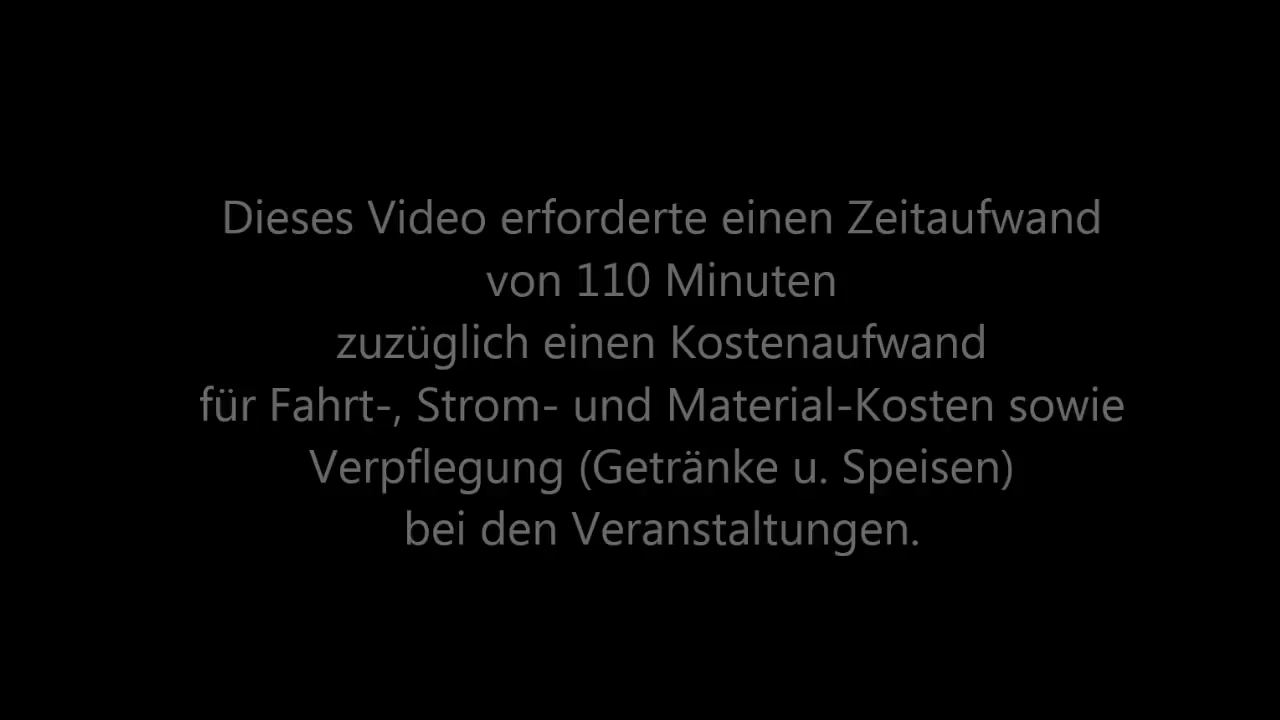 Dieses Video erforderte einen Zeitaufwand
von 110 Minuten
zuzüglich einen Kostenaufwand
für Fahrt-, Strom- und Material-Kosten sowie
Verpflegung (Getränke u. Speisen)
bei den Veranstaltungen.